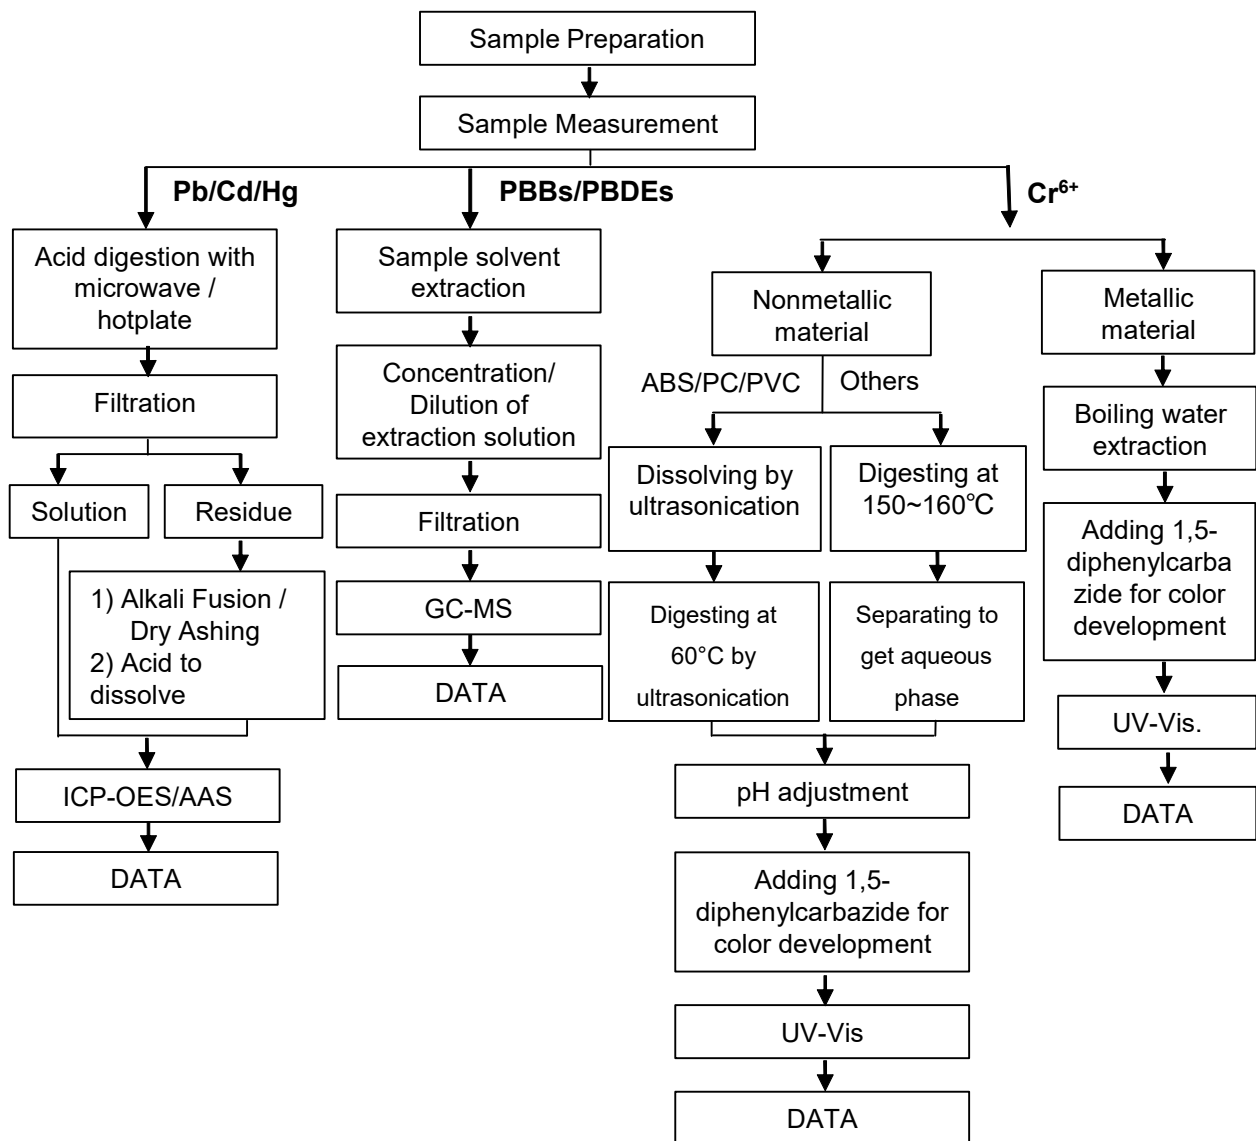 Sample Preparation
Sample Measurement
Pb/Cd/Hg
PBBs/PBDEs
Cr6+
Acid digestion with
microwave /
hotplate
Filtration
Solution
Residue
1) Alkali Fusion /
Dry Ashing
2) Acid to
dissolve
ICP-OES/AAS
DATA
Sample solvent
extraction
Concentration/
Dilution of
extraction solution
Filtration
GC-MS
DATA
Nonmetallic
material
ABS/PC/PVC
Others
Dissolving by
ultrasonication
Digesting at
60°C by
ultrasonication
Digesting at
150~160℃
Separating to
get aqueous
phase
pH adjustment
Adding 1,5-
diphenylcarbazide for
color development
UV-Vis
DATA
Metallic
material
Boiling water
extraction
Adding 1,5-
diphenylcarba
zide for color
development
UV-Vis.
DATA